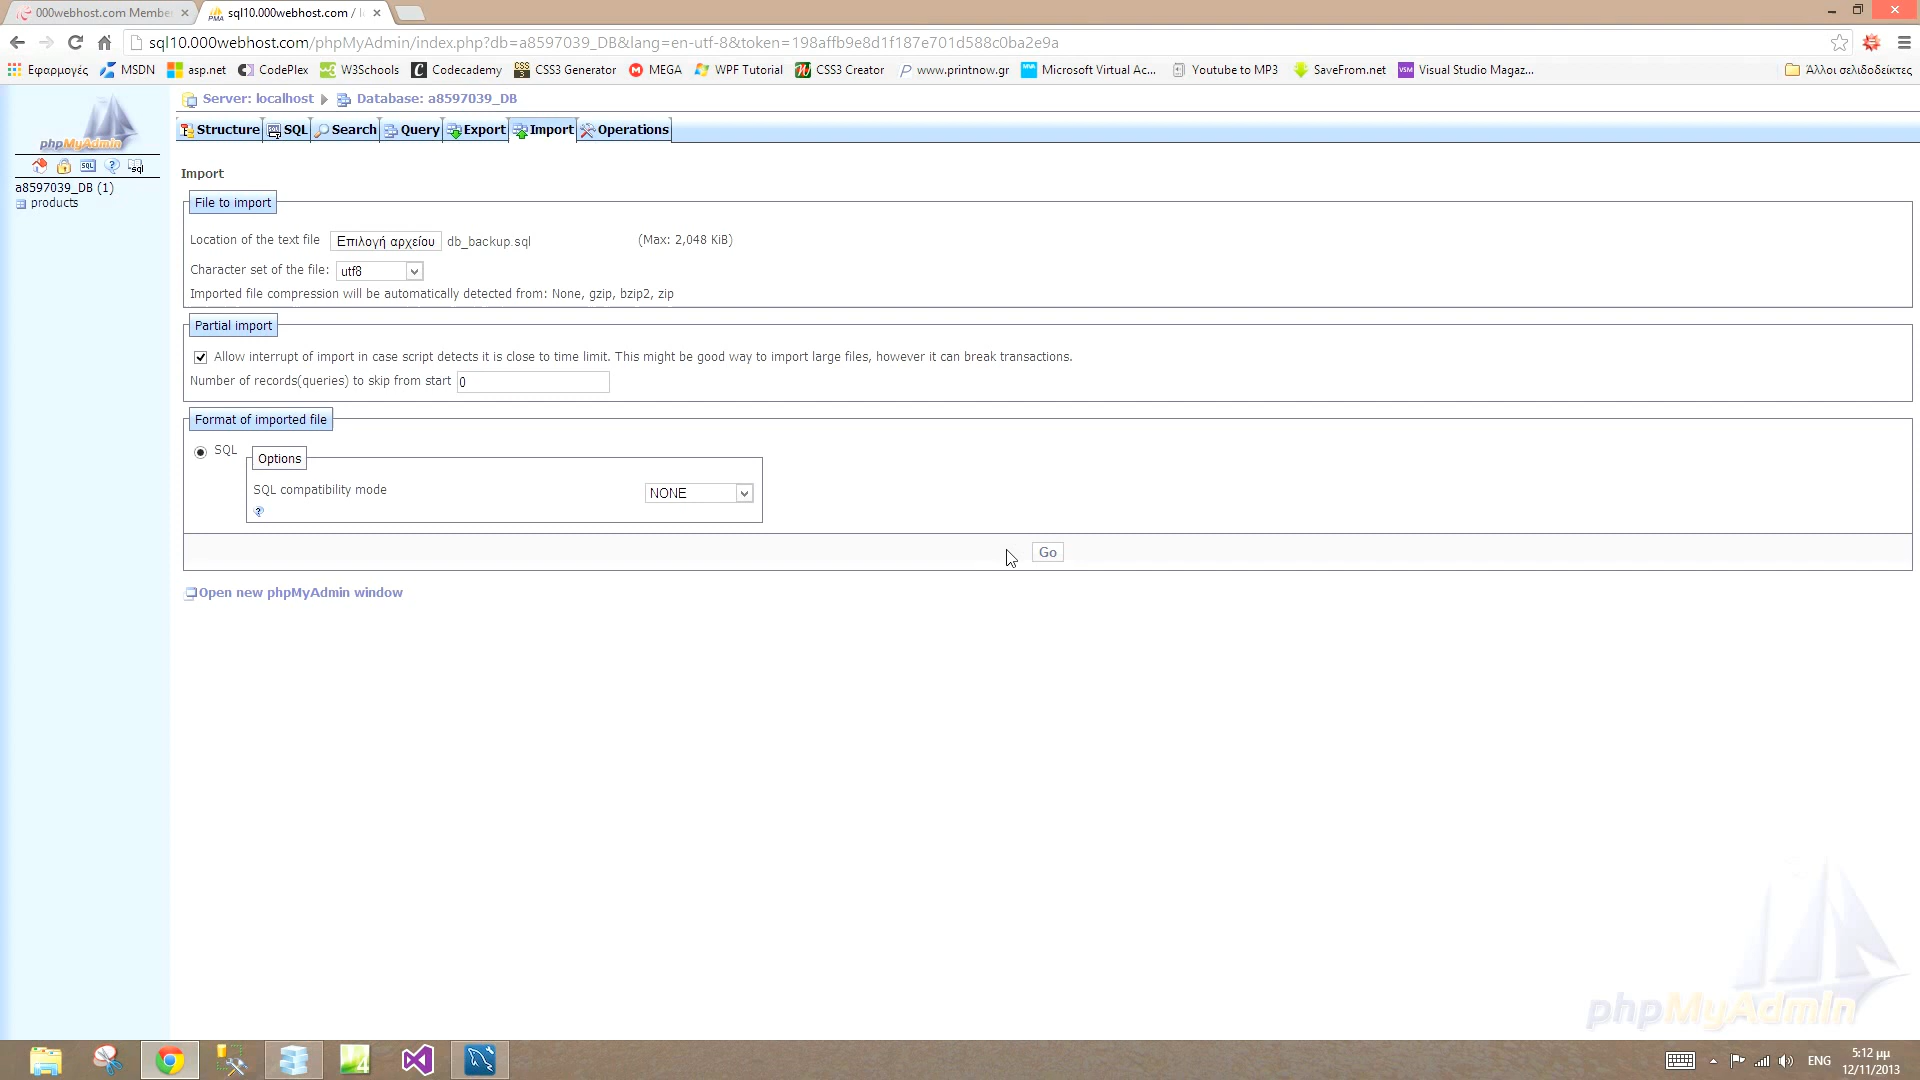 000webhost.com Membe
sql10.000webhost.com /
sql10.000webhost.com/phpMyAdmin/index.php?db=a8597039_DB&lang=en-utf-8&token=198affb9e8d1f187e701d588c0ba2e9a
Εφαρμογές MSDN asp.net CodePlex W3Schools Codecademy CSS3 Generator MEGA WPF Tutorial CSS3 Creator www.printnow.gr Microsoft Virtual Ac... Youtube to MP3 SaveFrom.net Visual Studio Magaz... Άλλοι σελιδοδείκτες
phpMyAdmin
a8597039_DB (1)
products
Server: localhost Database: a8597039_DB
Structure SQL Search Query Export Import Operations
Import
File to import
Location of the text file Επιλογή αρχείου db_backup.sql (Max: 2,048 KiB)
Character set of the file: utf8
Imported file compression will be automatically detected from: None, gzip, bzip2, zip
Partial import
Allow interrupt of import in case script detects it is close to time limit. This might be good way to import large files, however it can break transactions.
Number of records(queries) to skip from start 0
Format of imported file
SQL
Options
SQL compatibility mode NONE
Go
Open new phpMyAdmin window
phpMyAdmin
ENG
5:12 μμ
12/11/2013